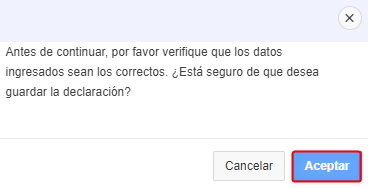 Antes de continuar, por favor verifique que los datos
ingresados sean los correctos. ¿Está seguro de que desea
guardar la declaración?
Cancelar
Aceptar